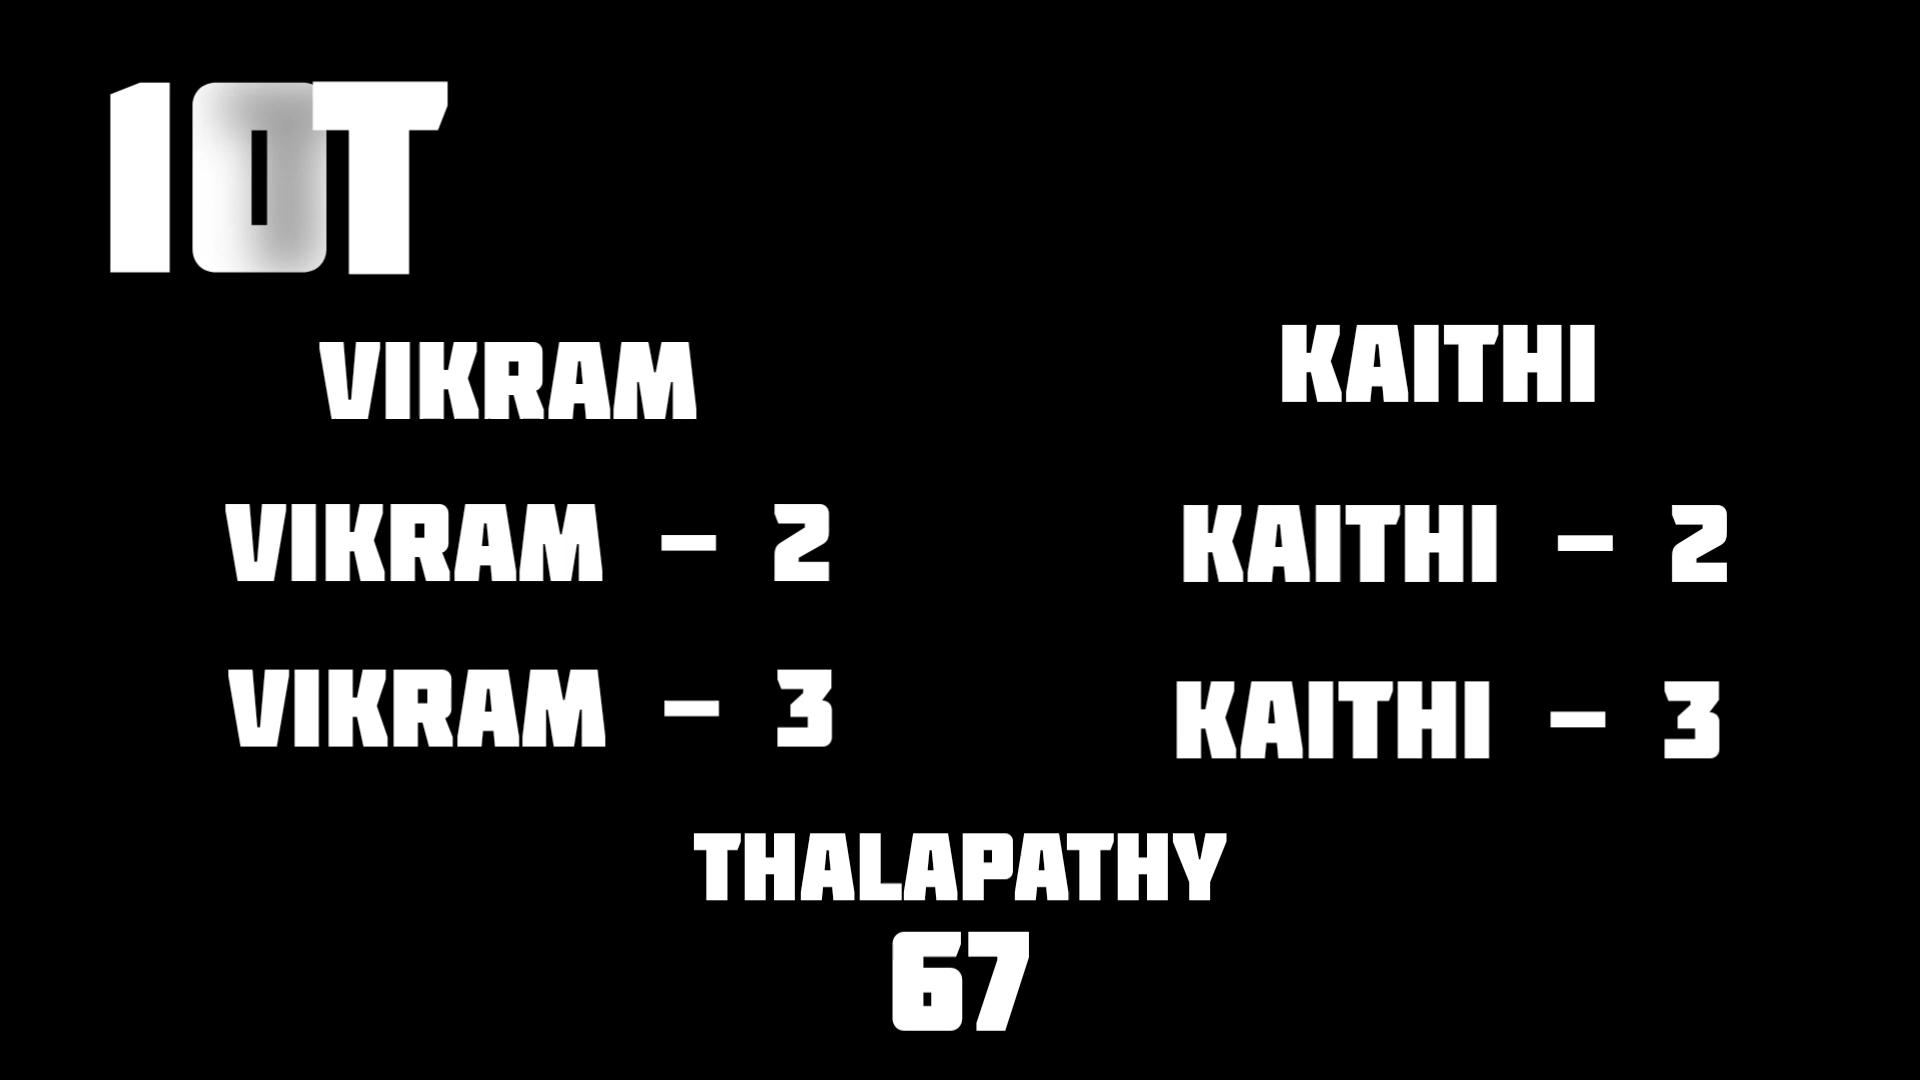 10T
VIKRAM
VIKRAM - 2
VIKRAM - 3
KAITHI
KAITHI - 2
KAITHI - 3
THALAPATHY
67